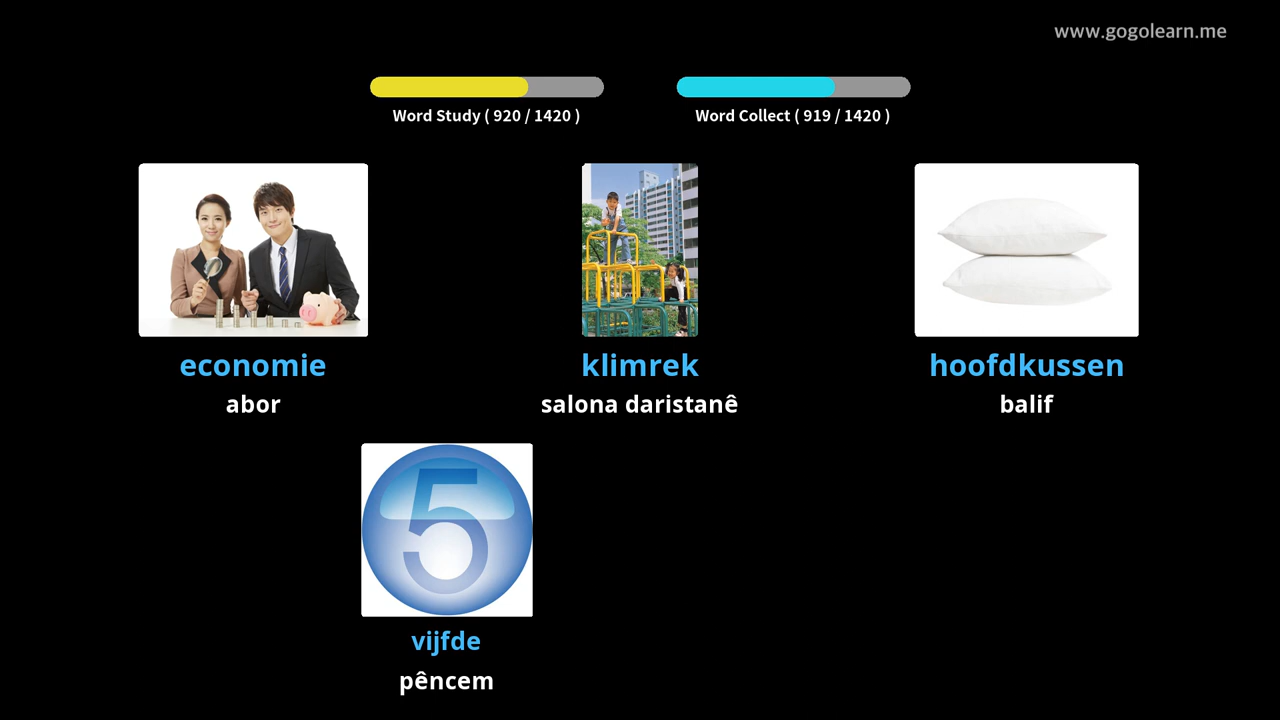 www.gogolearn.me
Word Study ( 920 / 1420 )
Word Collect ( 919 / 1420 )
economie
klimrek
hoofdkussen
abor
salona daristanê
balif
5
vijfde
pêncem